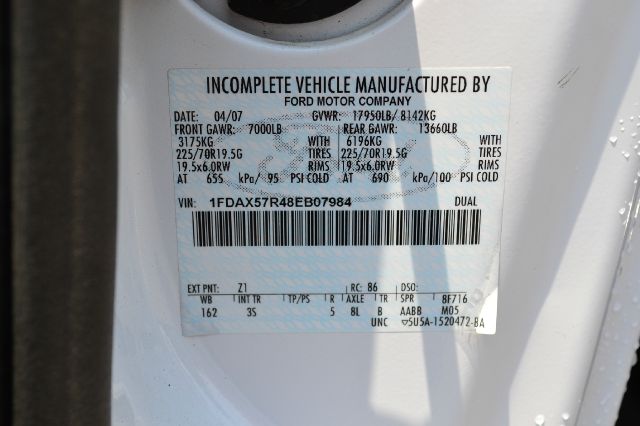 INCOMPLETE VEHICLE MANUFACTURED BY
FORD MOTOR COMPANY
DATE: 04/07 GVWR: 17950LB/ 8142KG
FRONT GAWR: 7000LB REAR GAWR: 13660LB
3175KG WITH 6196KG WITH
225/70R19.5G TIRES 225/70R19.5G TIRES
19.5x6.0RW RIMS 19.5x6.0RW RIMS
AT 655 kPa/ 95 PSI COLD AT 690 kPa/100 PSI COLD
VIN: 1FDAX57R48EB07984 DUAL
EXT PNT: Z1 RC: 86 DSO:
WB INT TR TP/PS R AXLE TR SPR 8F716
162 3S 5 8L B AABB M05
UNC 5U5A-1520472-BA